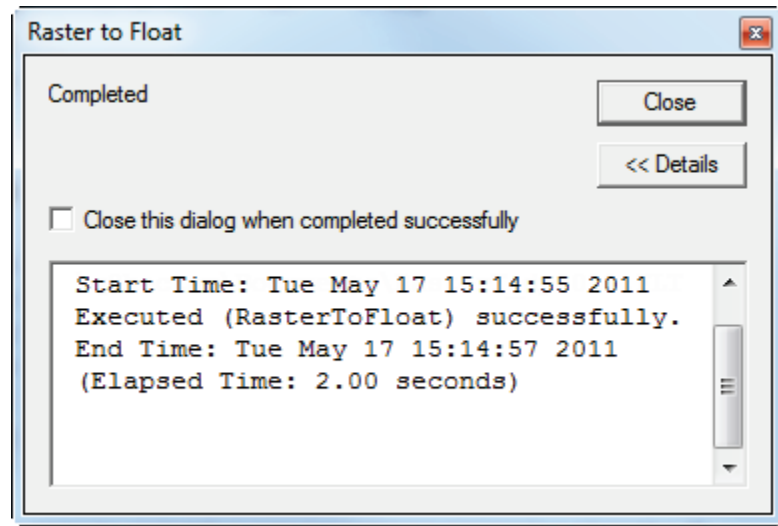 Raster to Float
Completed
Close
<< Details
Close this dialog when completed successfully
Start Time: Tue May 17 15:14:55 2011
Executed (RasterToFloat) successfully.
End Time: Tue May 17 15:14:57 2011
(Elapsed Time: 2.00 seconds)